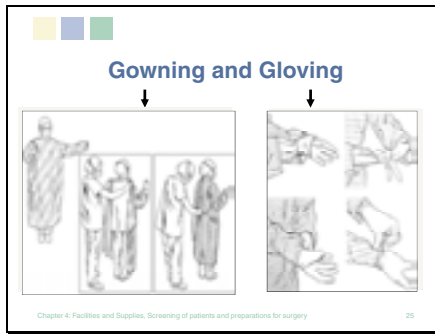 Gowning and Gloving
Chapter 4: Facilities and Supplies, Screening of patients and preparations for surgery
25